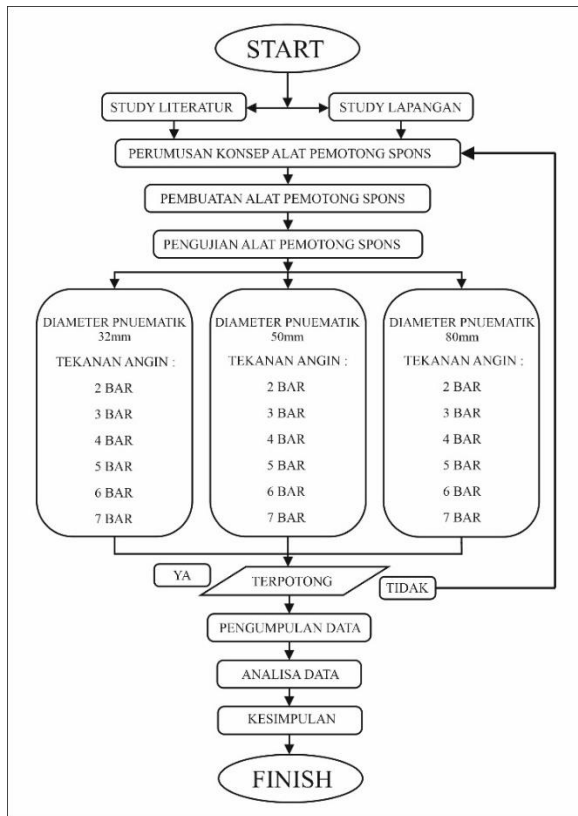 START
STUDY LITERATUR
STUDY LAPANGAN
PERUMUSAN KONSEP ALAT PEMOTONG SPONS
PEMBUATAN ALAT PEMOTONG SPONS
PENGUJIAN ALAT PEMOTONG SPONS
DIAMETER PNUEMATIK
32mm
TEKANAN ANGIN :
2 BAR
3 BAR
4 BAR
5 BAR
6 BAR
7 BAR
DIAMETER PNUEMATIK
50mm
TEKANAN ANGIN :
2 BAR
3 BAR
4 BAR
5 BAR
6 BAR
7 BAR
DIAMETER PNUEMATIK
80mm
TEKANAN ANGIN :
2 BAR
3 BAR
4 BAR
5 BAR
6 BAR
7 BAR
YA
TERPOTONG
TIDAK
PENGUMPULAN DATA
ANALISA DATA
KESIMPULAN
FINISH